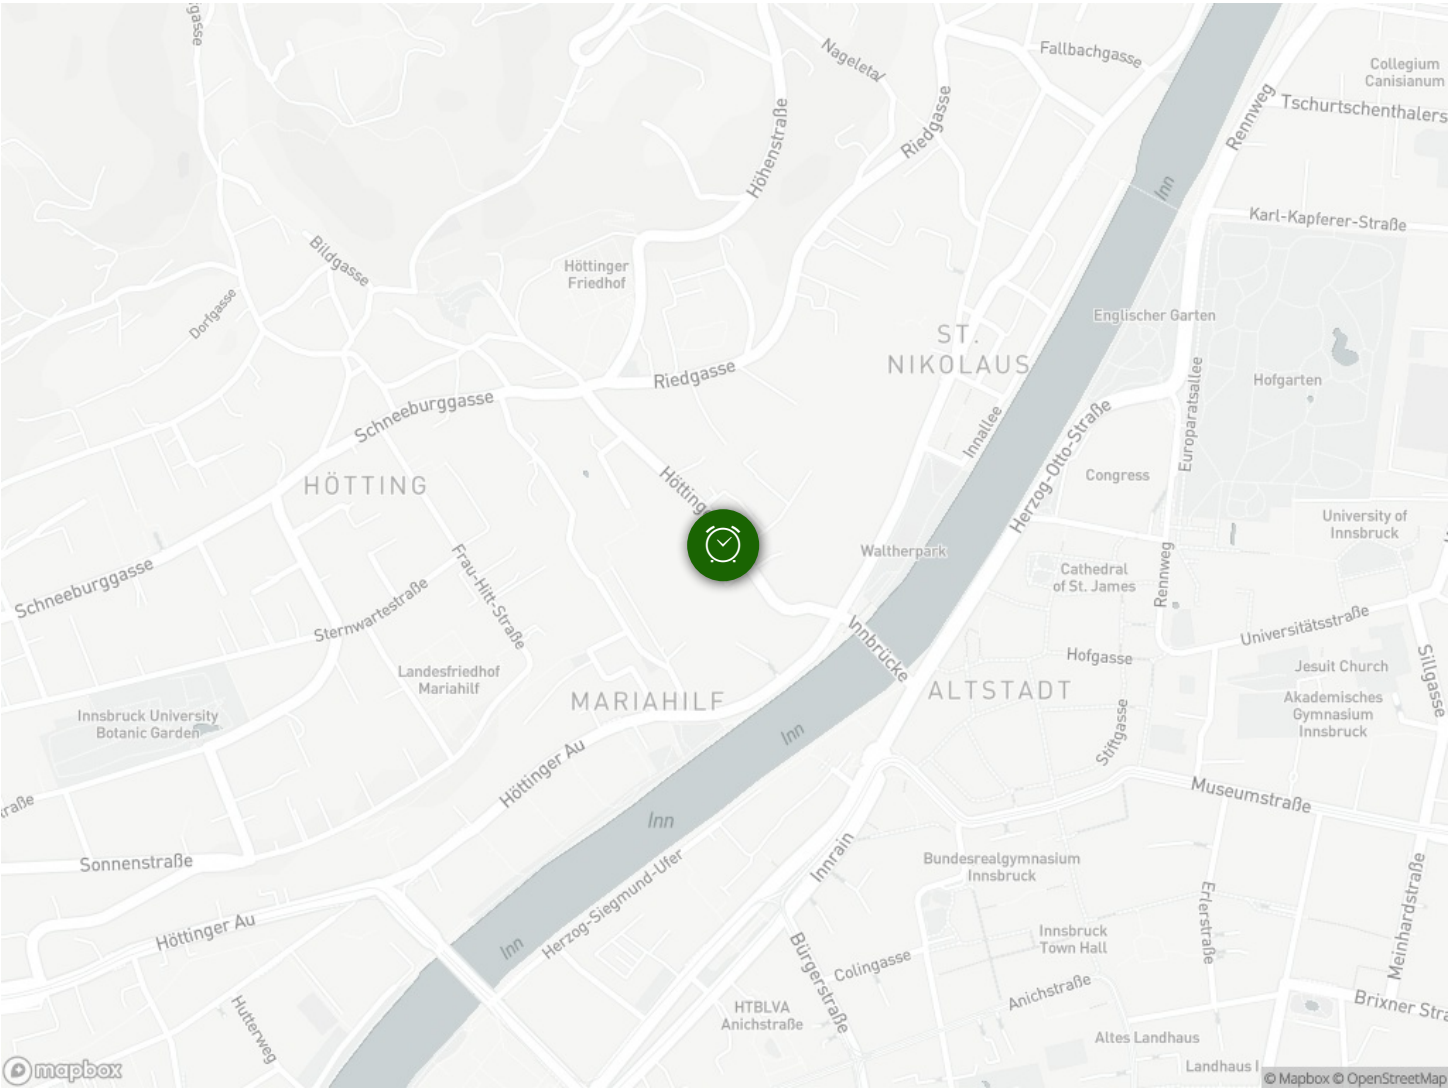 Nageletal
Fallbachgasse
Collegium
Canisianum
Tschurtschenthalers
Rennweg
Riedgasse
Höhenstraße
Inn
Karl-Kapferer-Straße
Bildgasse
Höttinger
Friedhof
Dorfgasse
Englischer Garten
ST.
NIKOLAUS
Riedgasse
Hofgarten
Europaratsallee
Schneeburggasse
Innallee
Herzog-Otto-Straße
HÖTTING
Congress
University of
Innsbruck
Waltherpark
Cathedral
of St. James
Rennweg
Schneeburggasse
Sternwartestraße
Frau-Hitt-Straße
Universitätsstraße
Innbrücke
Hofgasse
Jesuit Church
Sillgasse
Landesfriedhof
Mariahilf
MARIAHILF
ALTSTADT
Akademisches
Gymnasium
Innsbruck
Innsbruck University
Botanic Garden
Stiftgasse
Inn
Höttinger Au
Museumstraße
raße
Inn
Sonnenstraße
Innrain
Herzog-Siegmund-Ufer
Bundesrealgymnasium
Innsbruck
Erlerstraße
Meinhardstraße
Höttinger Au
Inn
Innsbruck
Town Hall
Bürgerstraße
Colingasse
Anichstraße
Brixner Stra
Hutterweg
HTBLVA
Anichstraße
Altes Landhaus
Landhaus I
mapbox
© Mapbox © OpenStreetMap